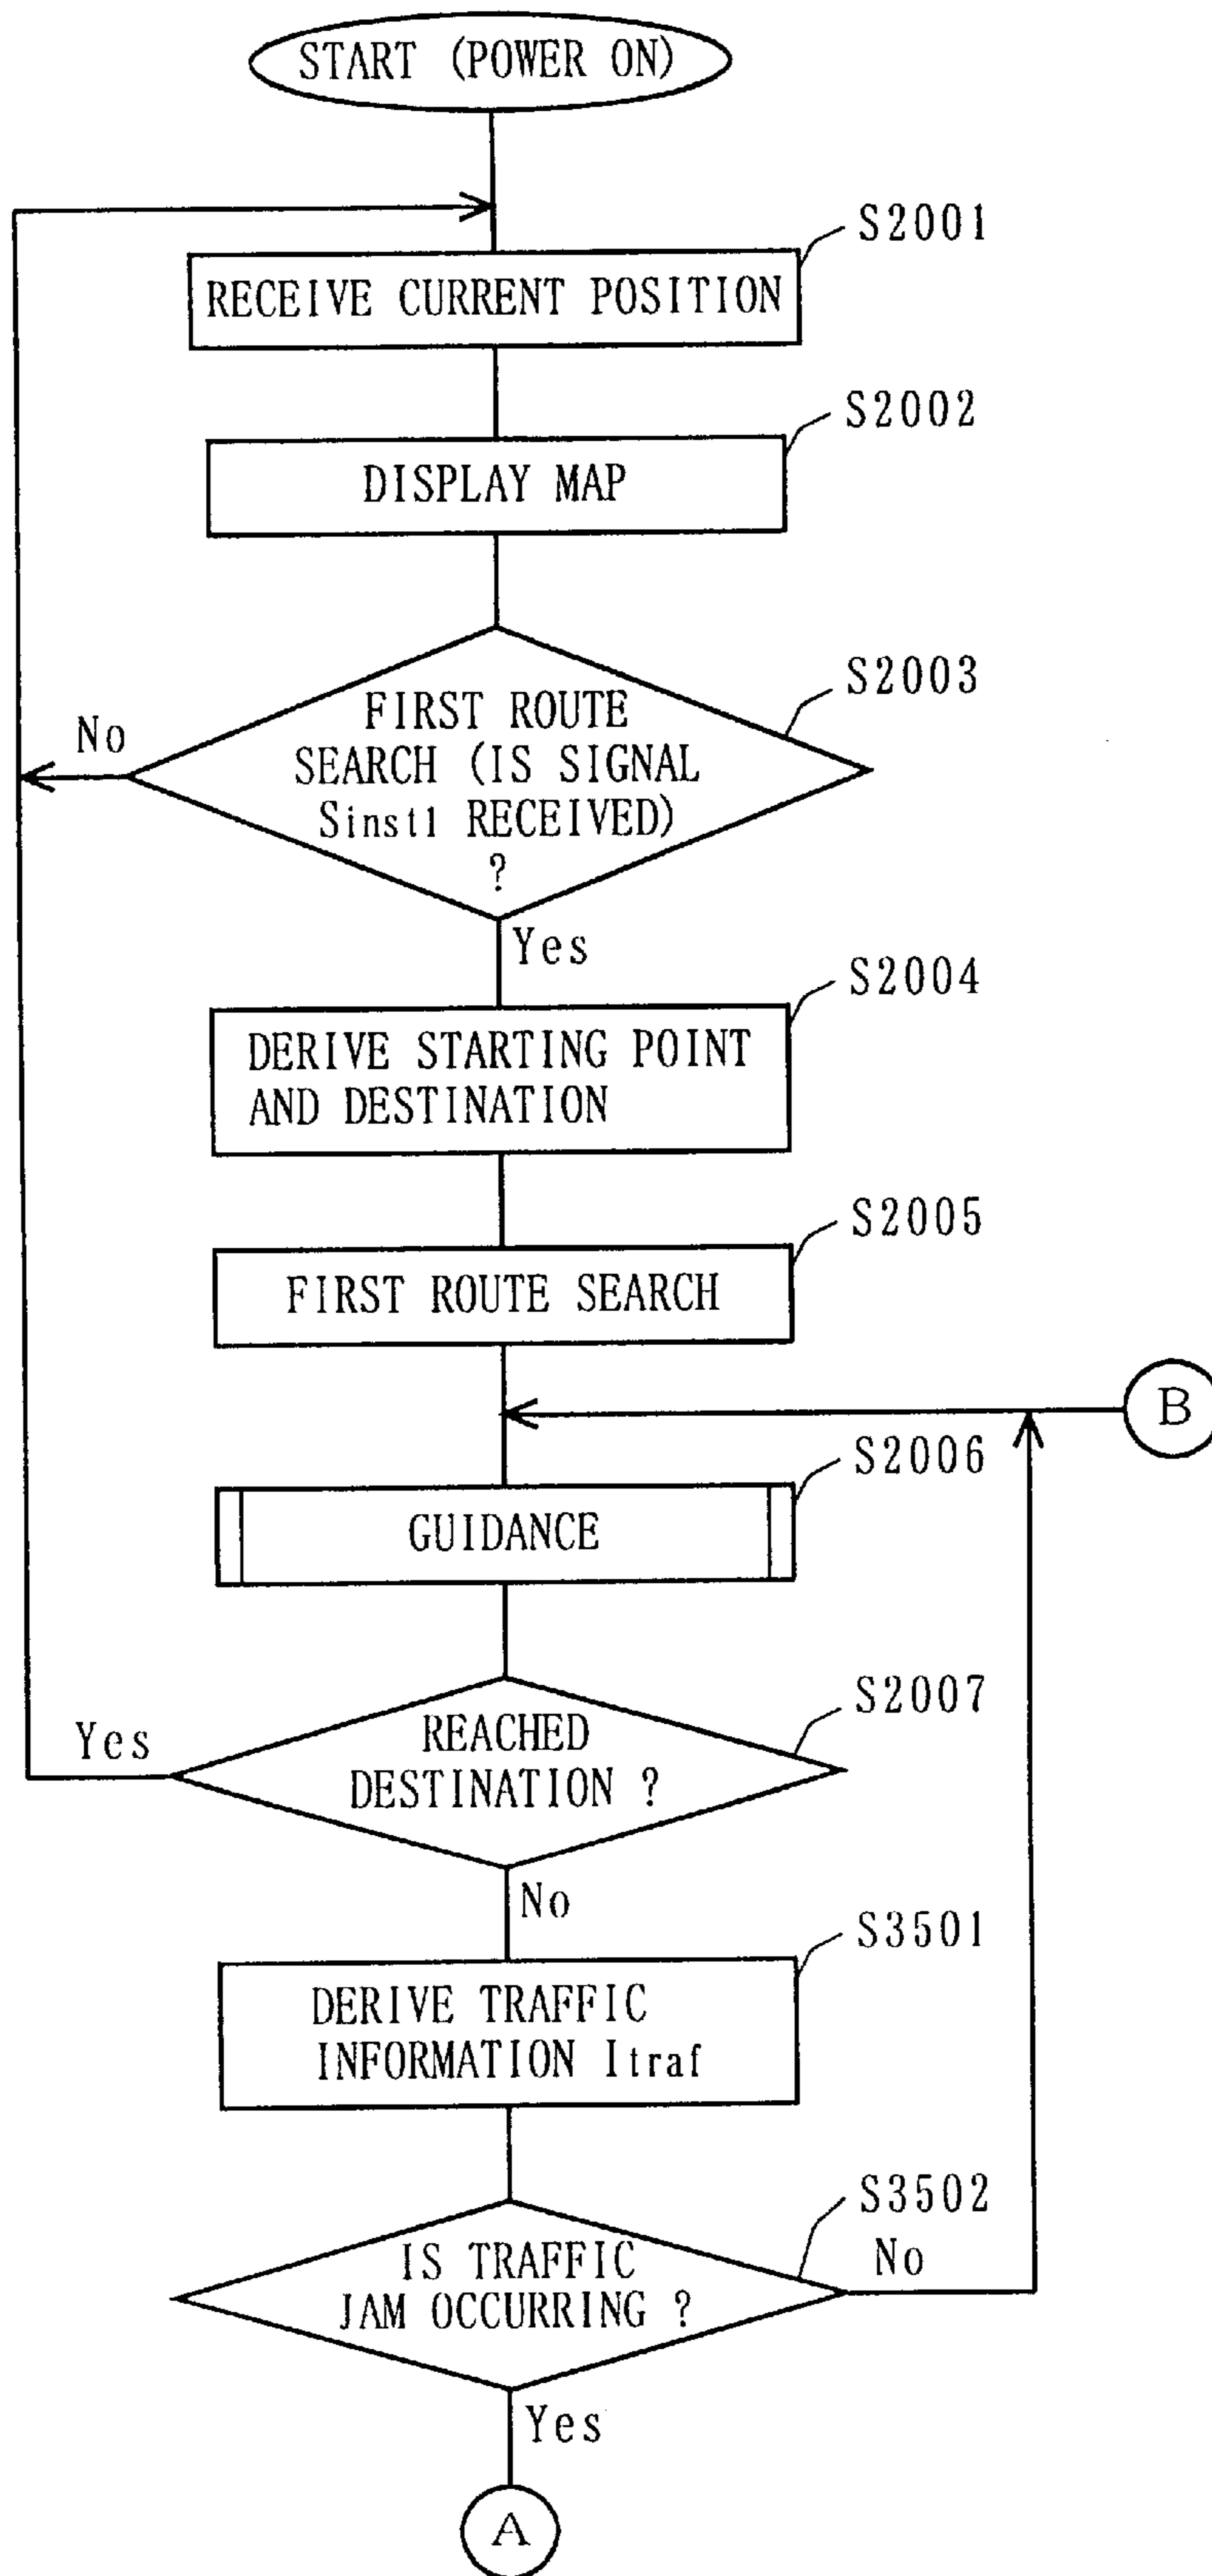 START (POWER ON)
S2001
RECEIVE CURRENT POSITION
S2002
DISPLAY MAP
S2003
No
FIRST ROUTE
SEARCH (IS SIGNAL
Sinst1 RECEIVED)
?
Yes
S2004
DERIVE STARTING POINT
AND DESTINATION
S2005
FIRST ROUTE SEARCH
B
S2006
GUIDANCE
S2007
Yes
REACHED
DESTINATION ?
No
S3501
DERIVE TRAFFIC
INFORMATION Itraf
S3502
No
IS TRAFFIC
JAM OCCURRING ?
Yes
A